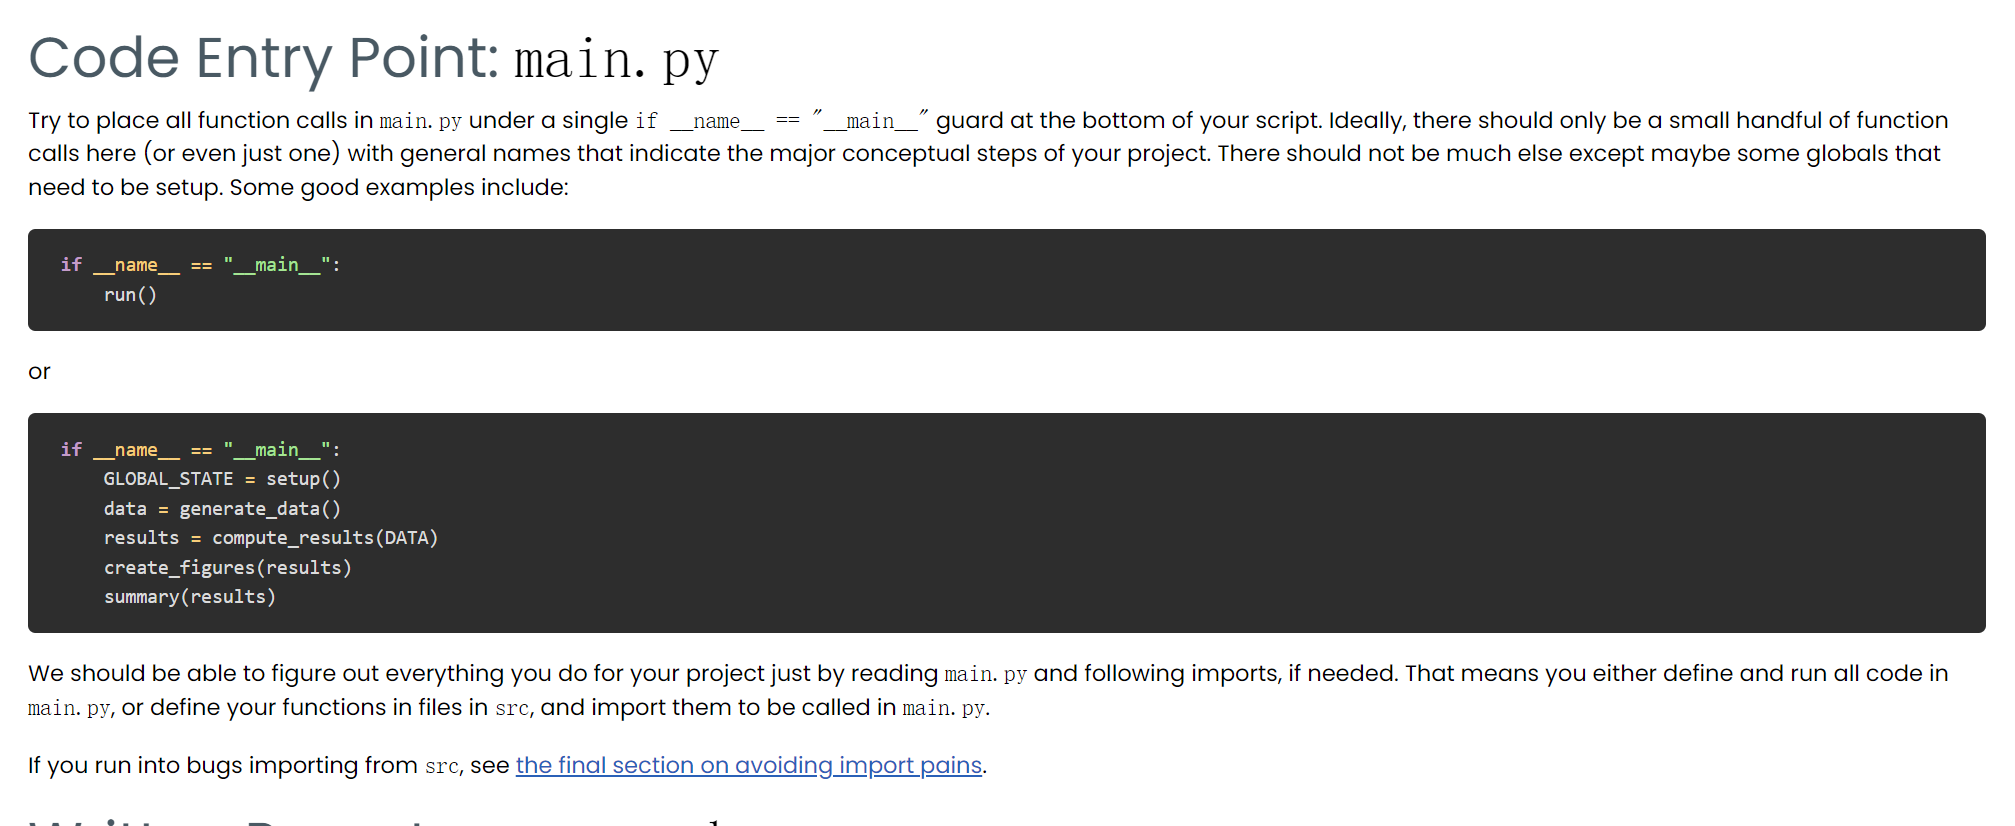 Code Entry Point: main.py
Try to place all function calls in main.py under a single if __name__ == "__main__" guard at the bottom of your script. Ideally, there should only be a small handful of function
calls here (or even just one) with general names that indicate the major conceptual steps of your project. There should not be much else except maybe some globals that
need to be setup. Some good examples include:
if __name__ == "__main__":
    run()
or
if __name__ == "__main__":
    GLOBAL_STATE = setup()
    data = generate_data()
    results = compute_results(DATA)
    create_figures(results)
    summary(results)
We should be able to figure out everything you do for your project just by reading main.py and following imports, if needed. That means you either define and run all code in
main.py, or define your functions in files in src, and import them to be called in main.py.
If you run into bugs importing from src, see the final section on avoiding import pains.